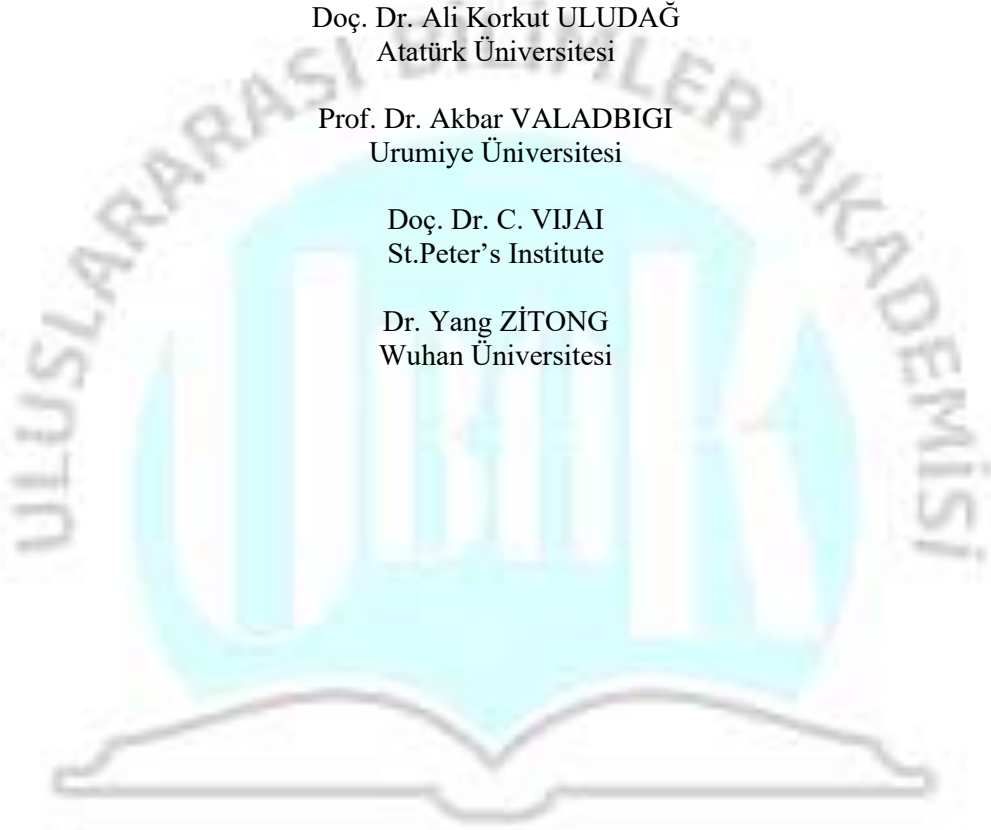 Doç. Dr. Ali Korkut ULUDAĞ
Atatürk Üniversitesi
Prof. Dr. Akbar VALADBIGI
Urumiye Üniversitesi
Doç. Dr. C. VIJAI
St.Peter’s Institute
Dr. Yang ZİTONG
Wuhan Üniversitesi
ULUSLARARASI BİLİMLER AKADEMİSİ